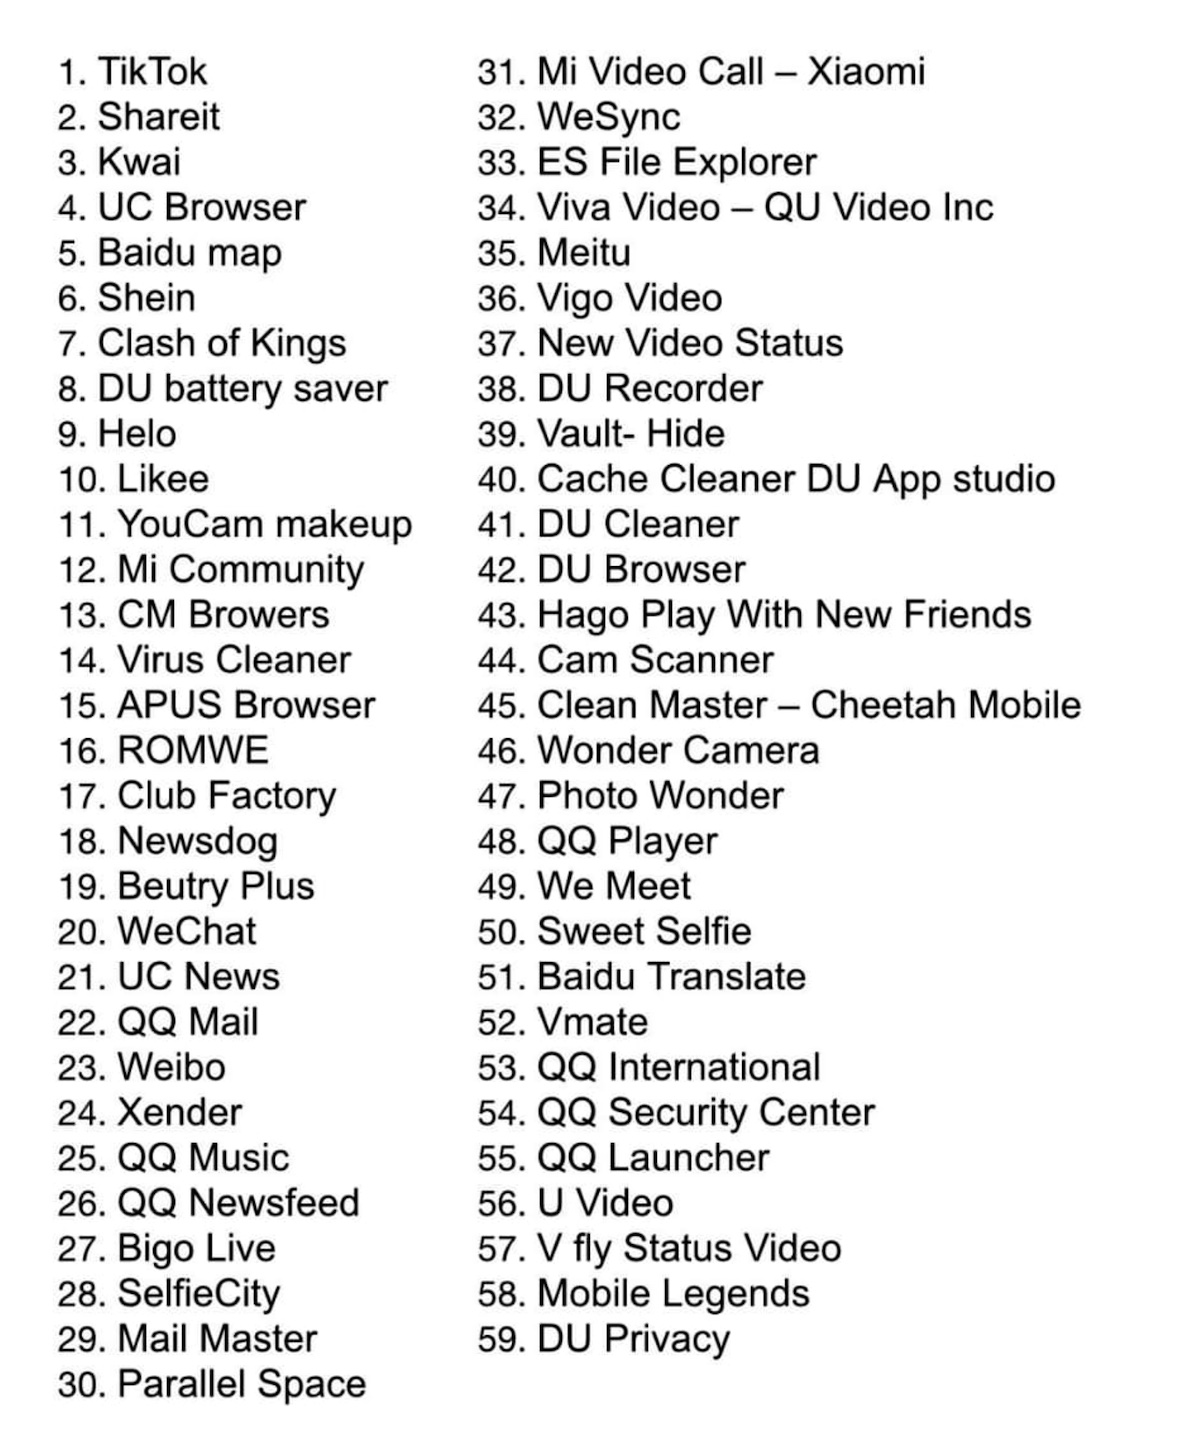 1. TikTok
2. Shareit
3. Kwai
4. UC Browser
5. Baidu map
6. Shein
7. Clash of Kings
8. DU battery saver
9. Helo
10. Likee
11. YouCam makeup
12. Mi Community
13. CM Browers
14. Virus Cleaner
15. APUS Browser
16. ROMWE
17. Club Factory
18. Newsdog
19. Beutry Plus
20. WeChat
21. UC News
22. QQ Mail
23. Weibo
24. Xender
25. QQ Music
26. QQ Newsfeed
27. Bigo Live
28. SelfieCity
29. Mail Master
30. Parallel Space
31. Mi Video Call – Xiaomi
32. WeSync
33. ES File Explorer
34. Viva Video – QU Video Inc
35. Meitu
36. Vigo Video
37. New Video Status
38. DU Recorder
39. Vault- Hide
40. Cache Cleaner DU App studio
41. DU Cleaner
42. DU Browser
43. Hago Play With New Friends
44. Cam Scanner
45. Clean Master – Cheetah Mobile
46. Wonder Camera
47. Photo Wonder
48. QQ Player
49. We Meet
50. Sweet Selfie
51. Baidu Translate
52. Vmate
53. QQ International
54. QQ Security Center
55. QQ Launcher
56. U Video
57. V fly Status Video
58. Mobile Legends
59. DU Privacy